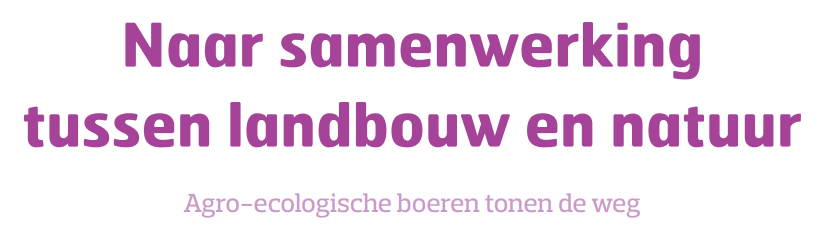 Naar samenwerking
tussen landbouw en natuur
Agro-ecologische boeren tonen de weg